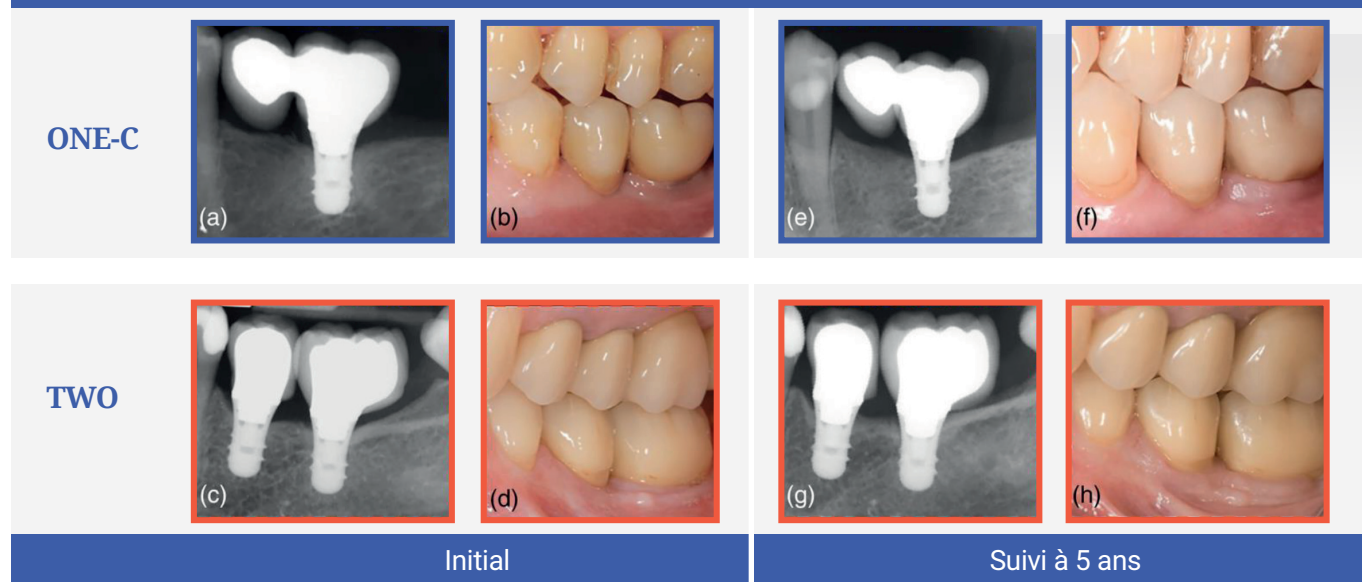 ONE-C
(a)
(b)
(e)
(f)
TWO
(c)
(d)
(g)
(h)
Initial
Suivi à 5 ans